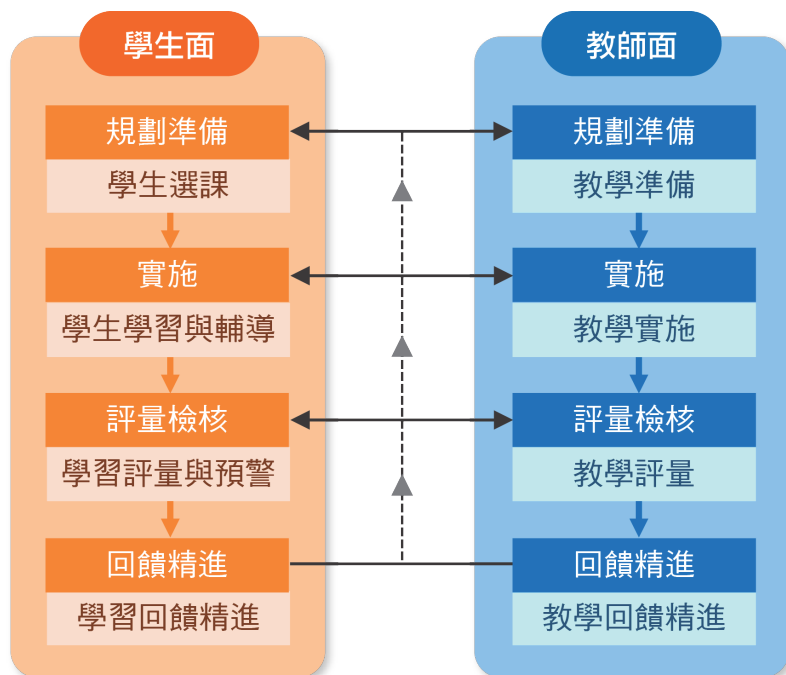 學生面
規劃準備
學生選課
實施
學生學習與輔導
評量檢核
學習評量與預警
回饋精進
學習回饋精進
教師面
規劃準備
教學準備
實施
教學實施
評量檢核
教學評量
回饋精進
教學回饋精進